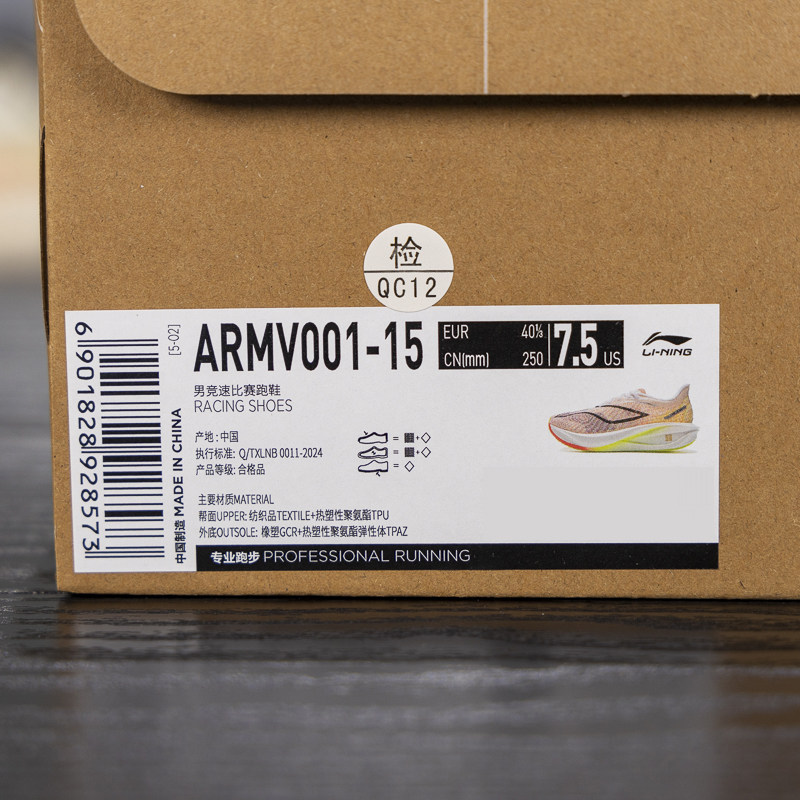 检
QC12
6901828928573
[5-02]
中国制造 MADE IN CHINA
ARMV001-15
EUR 40⅔
CN(mm) 250
7.5 US
LI-NING
男竞速比赛跑鞋
RACING SHOES
产地: 中国
执行标准: Q/TXLNB 0011-2024
产品等级: 合格品
= +
= +
=
主要材质MATERIAL
帮面UPPER: 纺织品TEXTILE+热塑性聚氨酯TPU
外底OUTSOLE: 橡塑GCR+热塑性聚氨酯弹性体TPAZ
专业跑步 PROFESSIONAL RUNNING